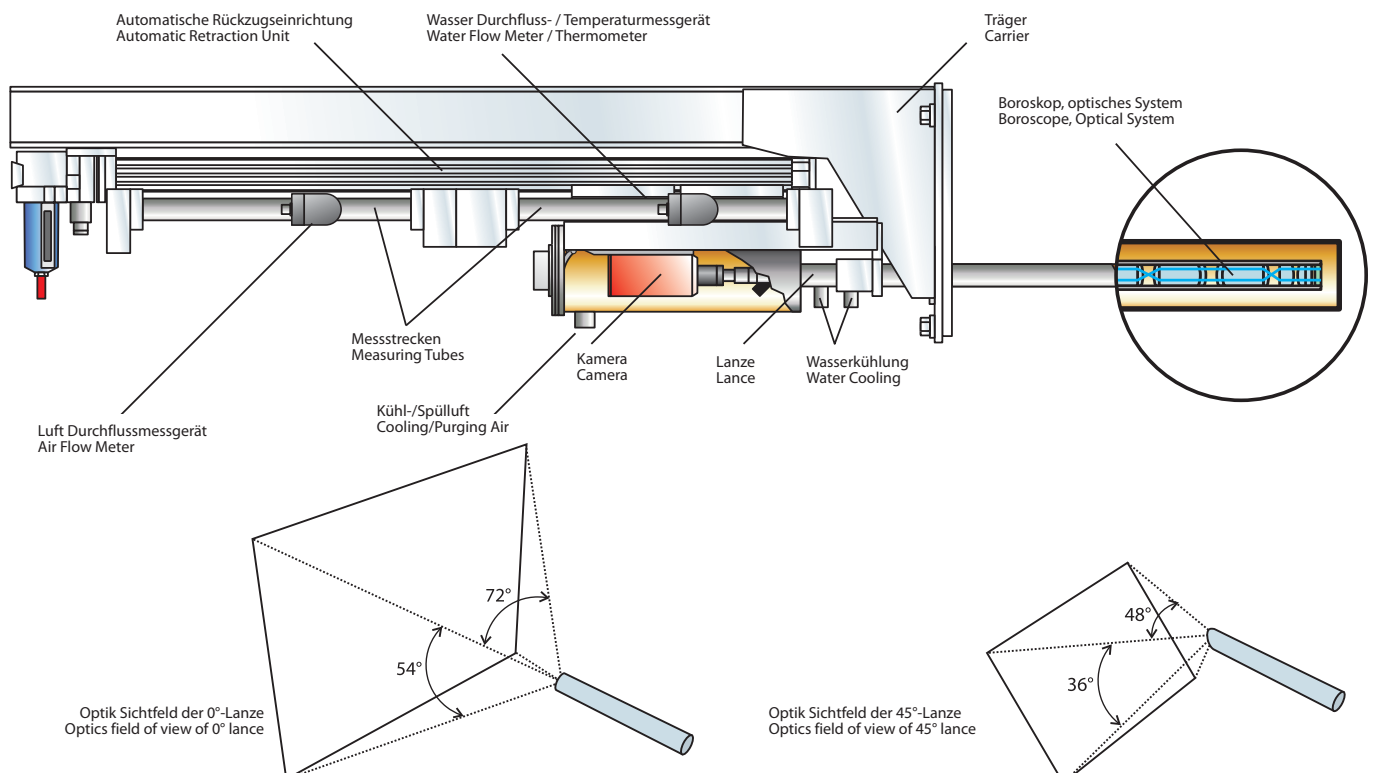 Automatische Rückzugseinrichtung
Automatic Retraction Unit
Wasser Durchfluss- / Temperaturmessgerät
Water Flow Meter / Thermometer
Träger
Carrier
Boroskop, optisches System
Boroscope, Optical System
Messstrecken
Measuring Tubes
Kamera
Camera
Lanze
Lance
Wasserkühlung
Water Cooling
Kühl-/Spülluft
Cooling/Purging Air
Luft Durchflussmessgerät
Air Flow Meter
72°
54°
Optik Sichtfeld der 0°-Lanze
Optics field of view of 0° lance
48°
36°
Optik Sichtfeld der 45°-Lanze
Optics field of view of 45° lance